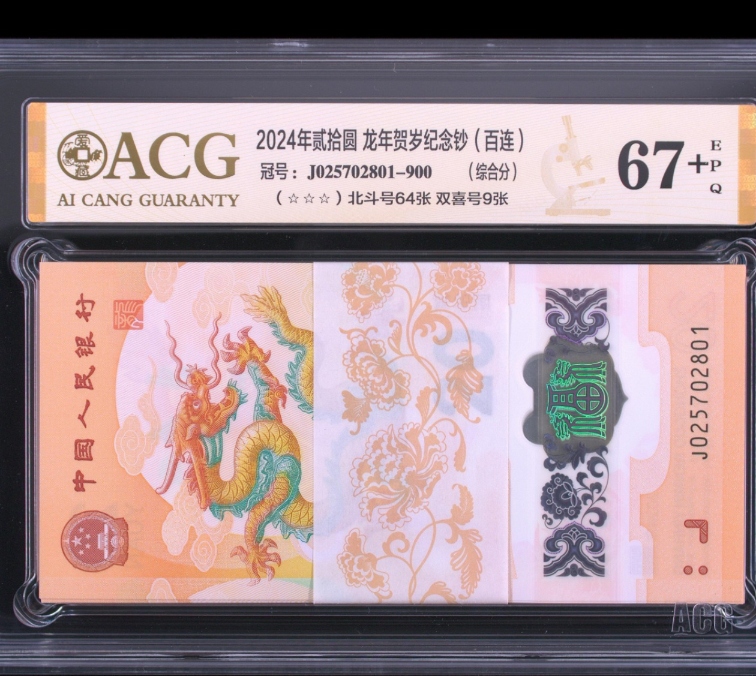 ACG
AI CANG GUARANTY
2024年贰拾圆 龙年贺岁纪念钞（百连）
冠号：J025702801-900 （综合分）
（☆☆☆）北斗号64张 双喜号9张
67+
EPQ
中国人民银行
J025702801
ACG